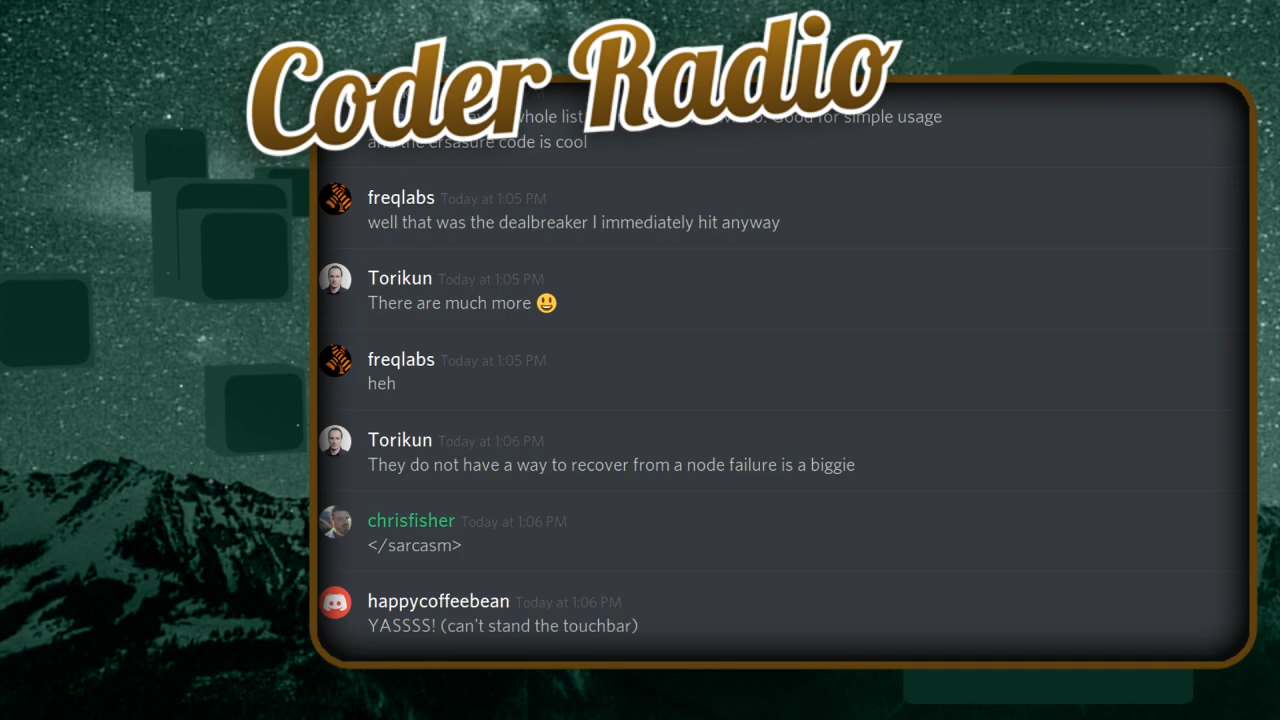 Coder Radio
whole list Good for simple usage
and the ersasure code is cool
freqlabs Today at 1:05 PM
well that was the dealbreaker I immediately hit anyway
Torikun Today at 1:05 PM
There are much more 😃
freqlabs Today at 1:05 PM
heh
Torikun Today at 1:06 PM
They do not have a way to recover from a node failure is a biggie
chrisfisher Today at 1:06 PM
</sarcasm>
happycoffeebean Today at 1:06 PM
YASSSS! (can't stand the touchbar)